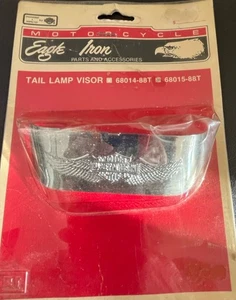 MOTORCYCLE
Eagle Iron
PARTS AND ACCESSORIES
TAIL LAMP VISOR ■ 68014-88T ■ 68015-88T